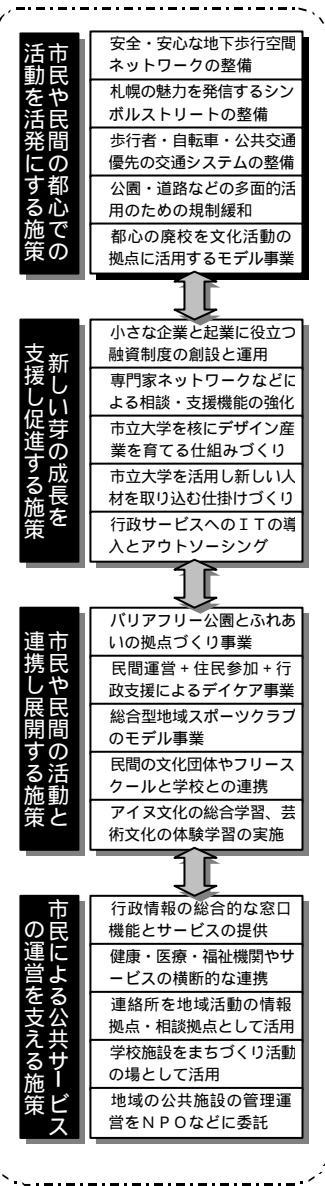 市民や民間の都心での
活動を活発にする施策
安全・安心な地下歩行空間
ネットワークの整備
札幌の魅力を発信するシン
ボルストリートの整備
歩行者・自転車・公共交通
優先の交通システムの整備
公園・道路などの多面的活
用のための規制緩和
都心の廃校を文化活動の
拠点に活用するモデル事業
新しい芽の成長を
支援し促進する施策
小さな企業と起業に役立つ
融資制度の創設と運用
専門家ネットワークなどに
よる相談・支援機能の強化
市立大学を核にデザイン産
業を育てる仕組みづくり
市立大学を活用し新しい人
材を取り込む仕掛けづくり
行政サービスへのＩＴの導
入とアウトソーシング
市民や民間の活動と
連携し展開する施策
バリアフリー公園とふれあ
いの拠点づくり事業
民間運営+住民参加+行
政支援によるデイケア事業
総合型地域スポーツクラブ
のモデル事業
民間の文化団体やフリース
クールと学校との連携
アイヌ文化の総合学習、芸
術文化の体験学習の実施
市民による公共サービス
の運営を支える施策
行政情報の総合的な窓口
機能とサービスの提供
健康・医療・福祉機関やサ
ービスの横断的な連携
連絡所を地域活動の情報
拠点・相談拠点として活用
学校施設をまちづくり活動
の場として活用
地域の公共施設の管理運
営をＮＰＯなどに委託